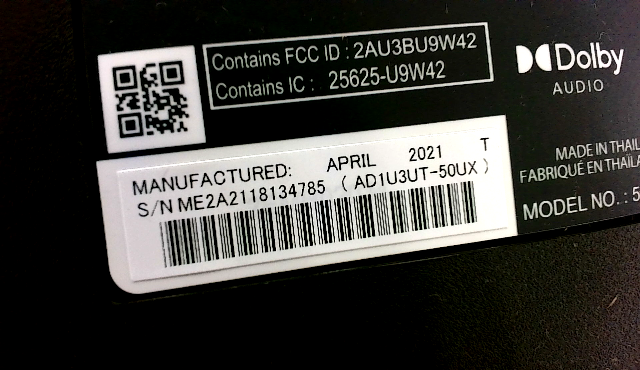 Contains FCC ID : 2AU3BU9W42
Contains IC : 25625-U9W42
Dolby
AUDIO
MANUFACTURED: APRIL 2021 T
S/N ME2A2118134785 ( AD1U3UT-50UX )
MADE IN THAIL
FABRIQUÉ EN THAÏLA
MODEL NO. : 5